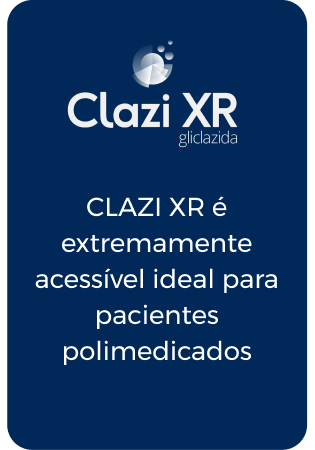 Clazi XR
gliclazida
CLAZI XR é
extremamente
acessível ideal para
pacientes
polimedicados